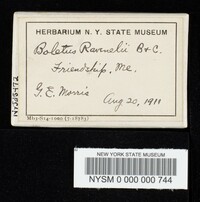 HERBARIUM N. Y. STATE MUSEUM
Boletus Ravenelii B & C.
Friendship, Me.
G. E. Morris Aug 20, 1911
NEW YORK STATE MUSEUM
NYSM 0 000 000 744